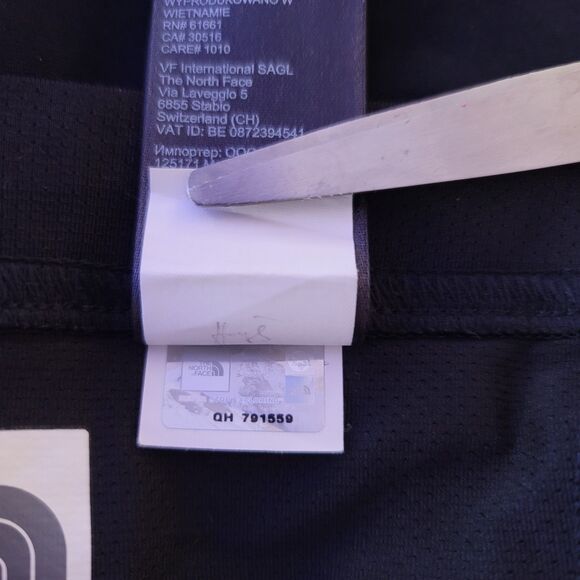 WYPRODUKOWANO W
WIETNAMIE
RN# 61661
CA# 30516
CARE# 1010
VF International SAGL
The North Face
Via Laveggio 5
6855 Stabio
Switzerland (CH)
VAT ID: BE 0872394541
Импортер: ООО
125171
THE
NORTH
FACE
QH 791559